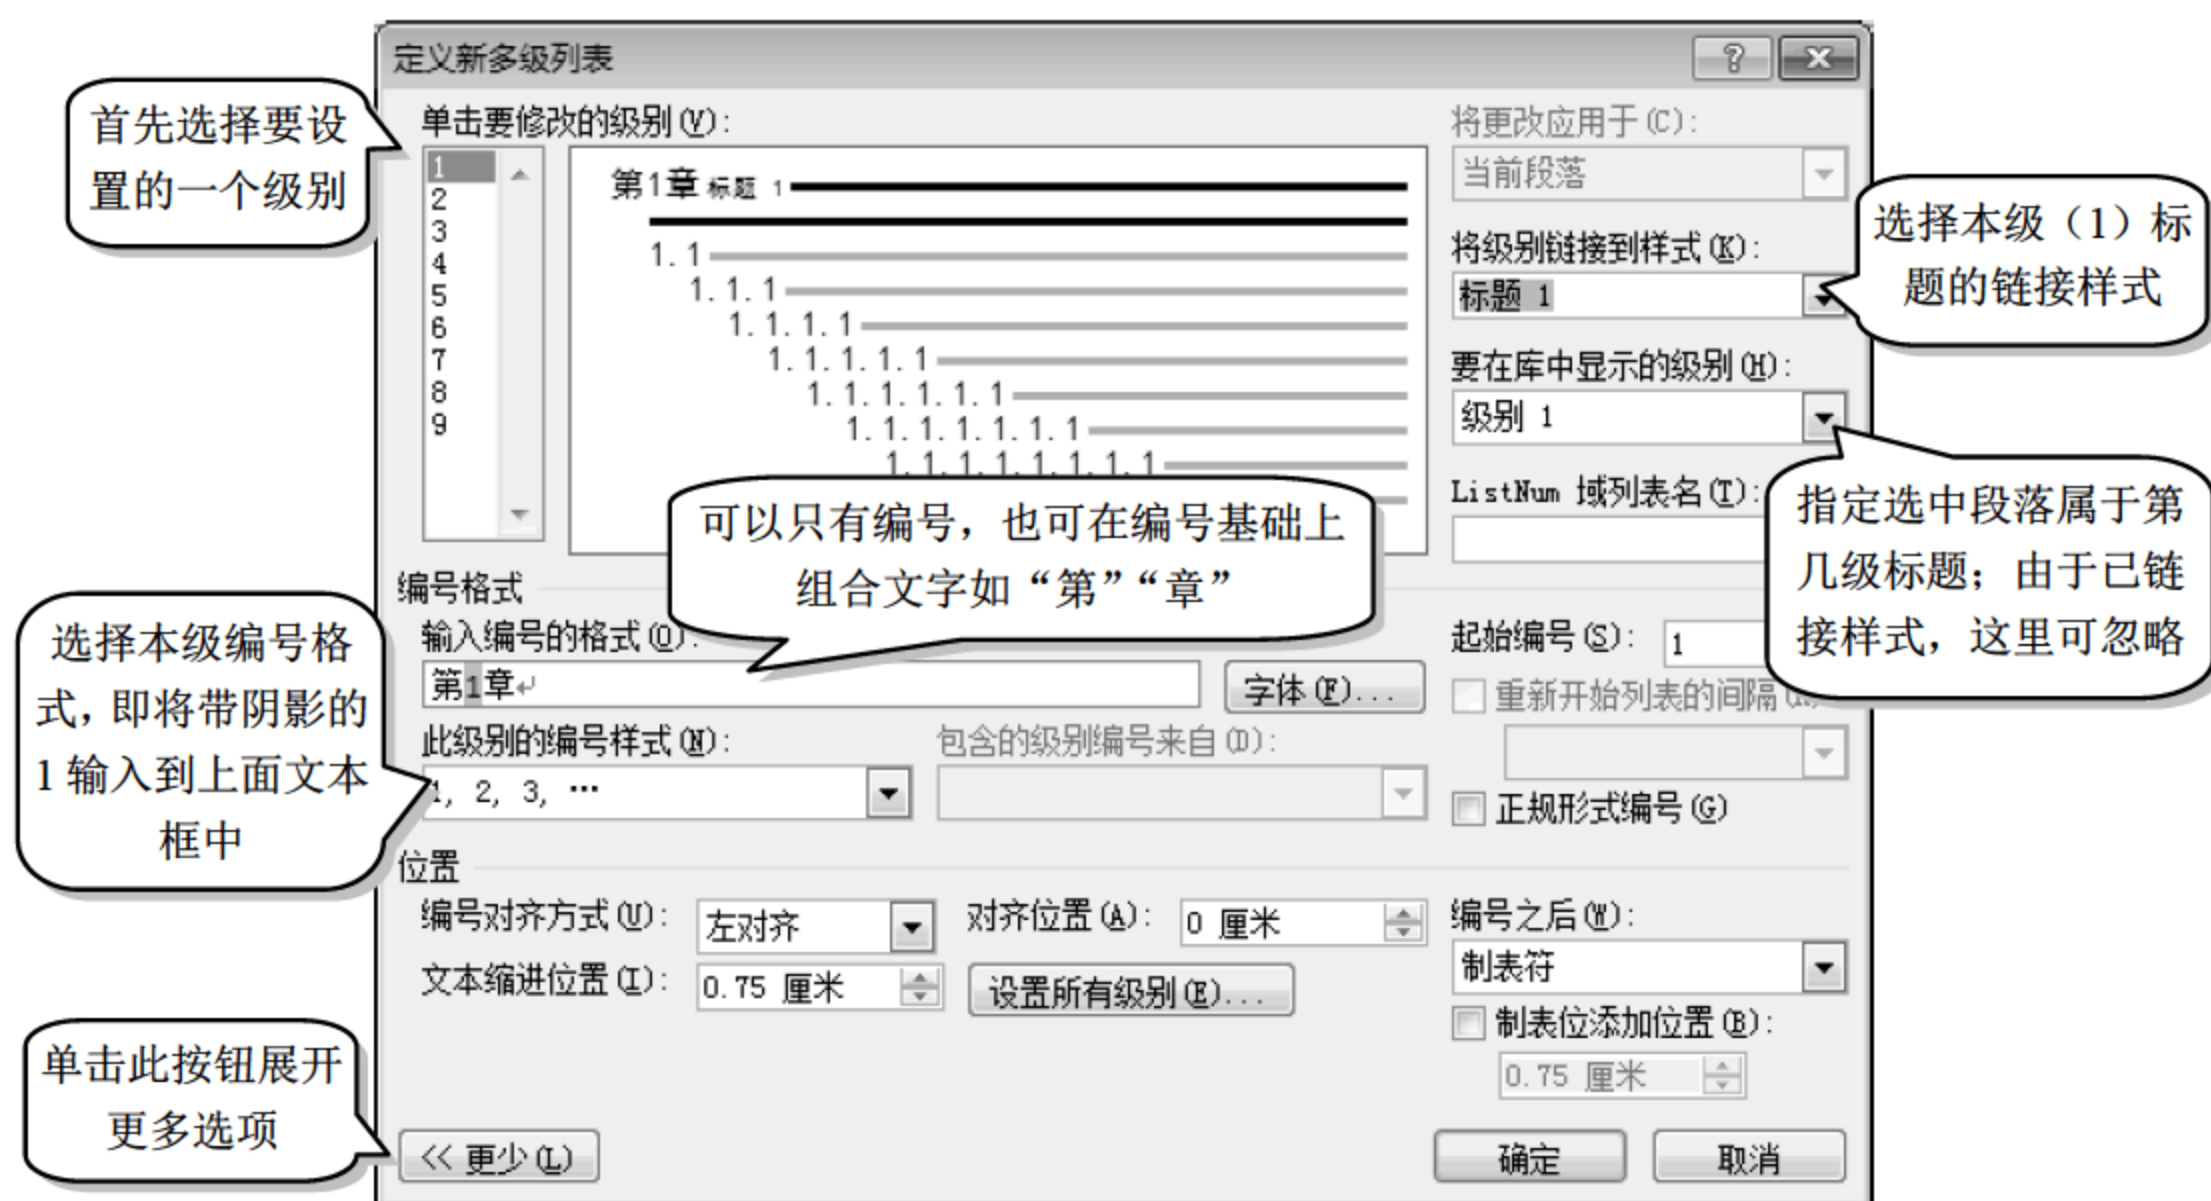 定义新多级列表
首先选择要设
置的一个级别
单击要修改的级别(V):
1
2
3
4
5
6
7
8
9
第1章 标题 1
1.1
1.1.1
1.1.1.1
1.1.1.1.1
1.1.1.1.1.1
1.1.1.1.1.1.1
1.1.1.1.1.1.1.1
将更改应用于(C):
当前段落
将级别链接到样式(K):
标题 1
选择本级（1）标
题的链接样式
要在库中显示的级别(H):
级别 1
指定选中段落属于第
几级标题；由于已链
接样式，这里可忽略
ListNum 域列表名(T):
可以只有编号，也可在编号基础上
组合文字如“第”“章”
编号格式
输入编号的格式(O):
第1章↵
字体(F)...
选择本级编号格
式，即将带阴影的
1输入到上面文本
框中
此级别的编号样式(N):
1, 2, 3, …
包含的级别编号来自(D):
起始编号(S): 1
重新开始列表的间隔
正规形式编号(G)
位置
编号对齐方式(U): 左对齐
对齐位置(A): 0 厘米
文本缩进位置(I): 0.75 厘米
设置所有级别(E)...
编号之后(W):
制表符
制表位添加位置(B):
0.75 厘米
单击此按钮展开
更多选项
<< 更少(L)
确定
取消